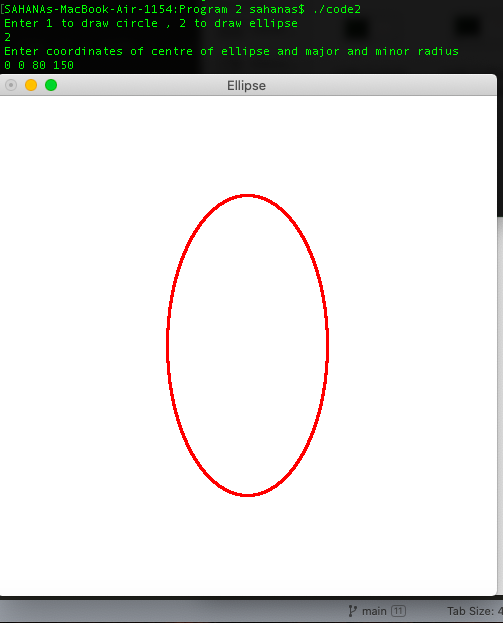 [SAHANAs-MacBook-Air-1154:Program 2 sahanas$ ./code2
Enter 1 to draw circle , 2 to draw ellipse
2
Enter coordinates of centre of ellipse and major and minor radius
0 0 80 150
Ellipse
main 11 Tab Size: 4